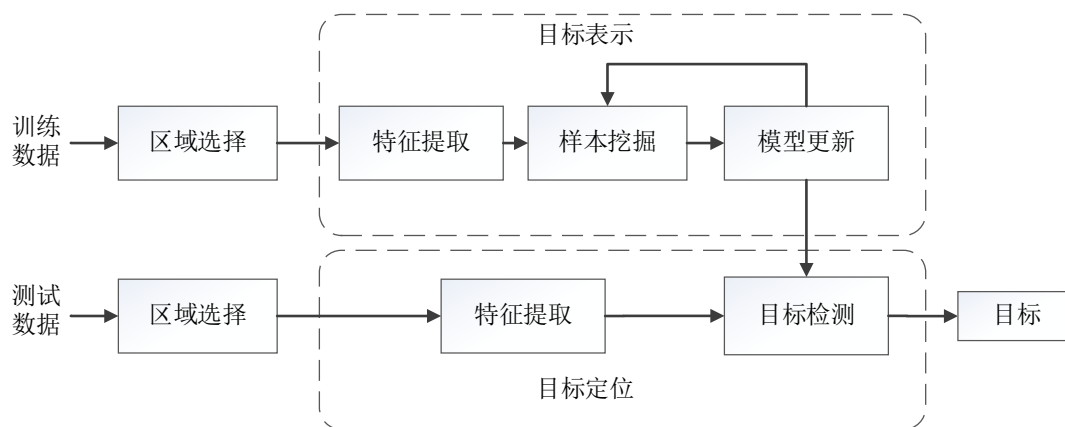 目标表示
训练
数据
区域选择
特征提取
样本挖掘
模型更新
测试
数据
区域选择
特征提取
目标检测
目标
目标定位